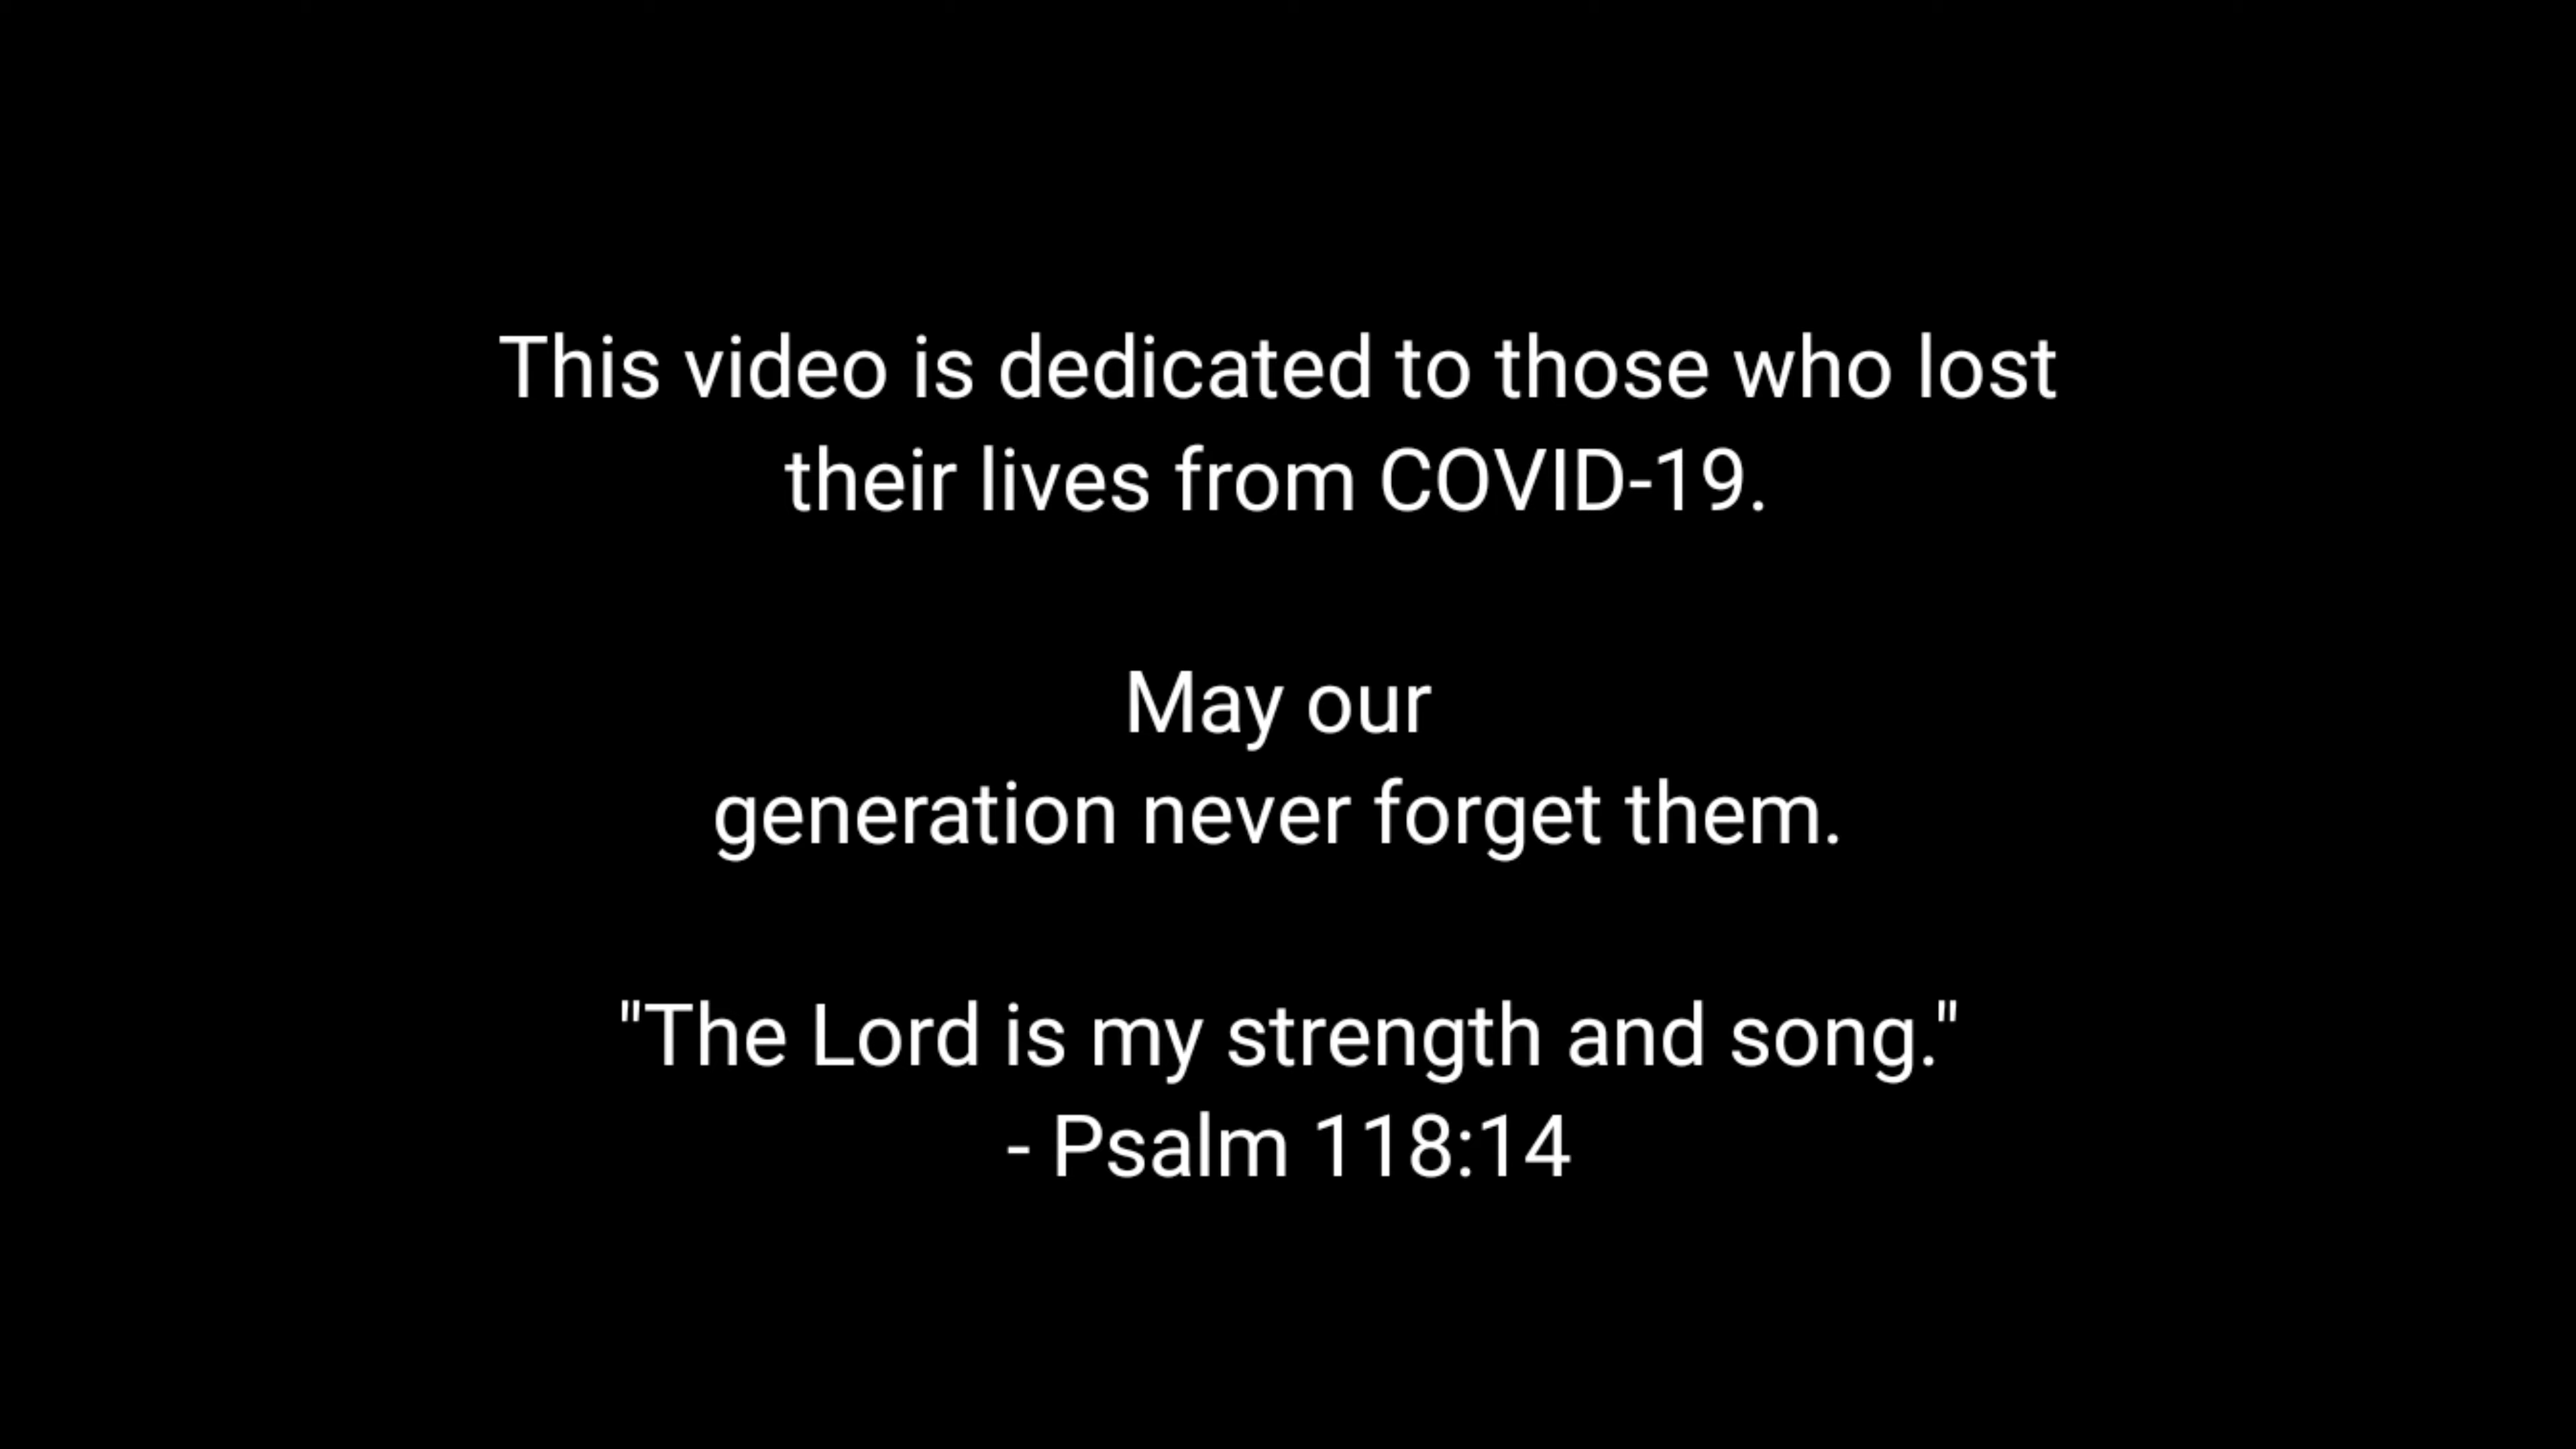 This video is dedicated to those who lost
their lives from COVID-19.
May our
generation never forget them.
"The Lord is my strength and song."
- Psalm 118:14